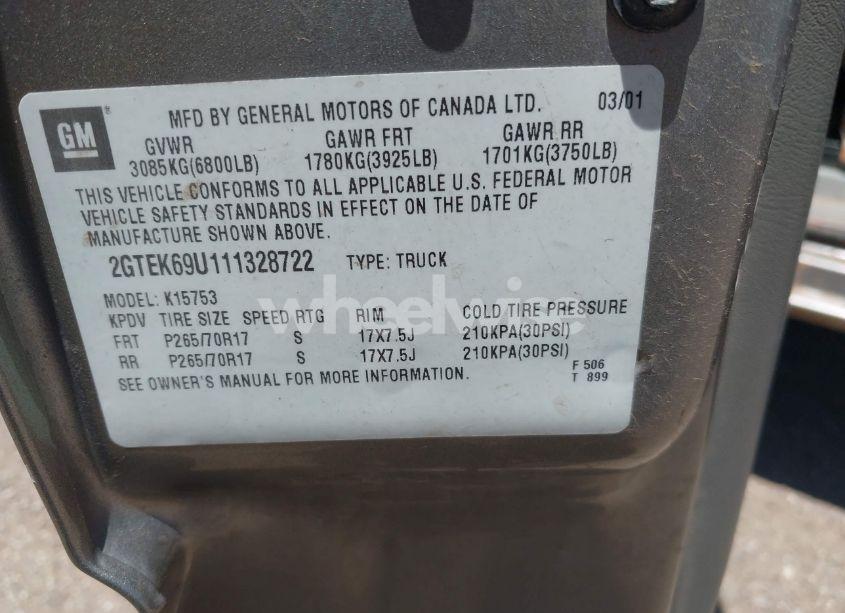 GM
MFD BY GENERAL MOTORS OF CANADA LTD. 03/01
GVWR GAWR FRT GAWR RR
3085KG(6800LB) 1780KG(3925LB) 1701KG(3750LB)
THIS VEHICLE CONFORMS TO ALL APPLICABLE U.S. FEDERAL MOTOR
VEHICLE SAFETY STANDARDS IN EFFECT ON THE DATE OF
MANUFACTURE SHOWN ABOVE.
2GTEK69U111328722 TYPE: TRUCK
MODEL: K15753
wheelwise
KPDV TIRE SIZE SPEED RTG RIM COLD TIRE PRESSURE
FRT P265/70R17 S 17X7.5J 210KPA(30PSI)
RR P265/70R17 S 17X7.5J 210KPA(30PSI)
SEE OWNER'S MANUAL FOR MORE INFORMATION.
F 506
T 899